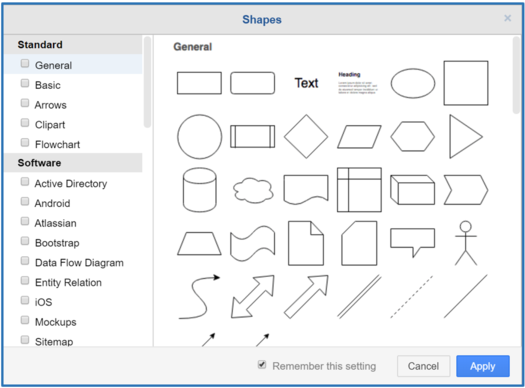 Shapes
×
Standard
General
Basic
Arrows
Clipart
Flowchart
Software
Active Directory
Android
Atlassian
Bootstrap
Data Flow Diagram
Entity Relation
iOS
Mockups
Sitemap
General
Text
Heading
Remember this setting
Cancel
Apply